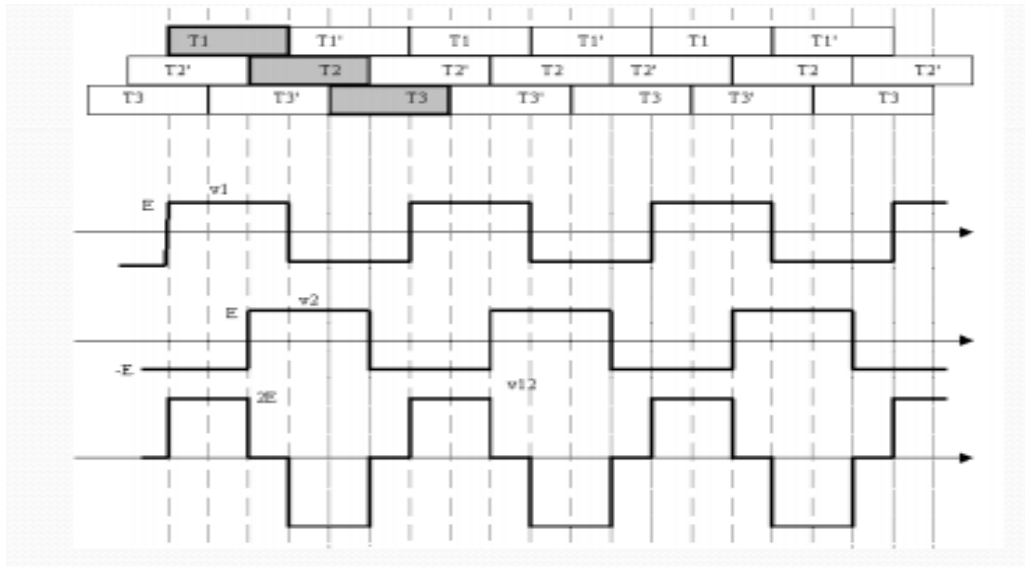 T1 T1' T1 T1' T1 T1'
T2' T2 T2' T2 T2' T2 T2'
T3 T3' T3 T3' T3 T3' T3
v1
E
v2
E
-E
v12
2E